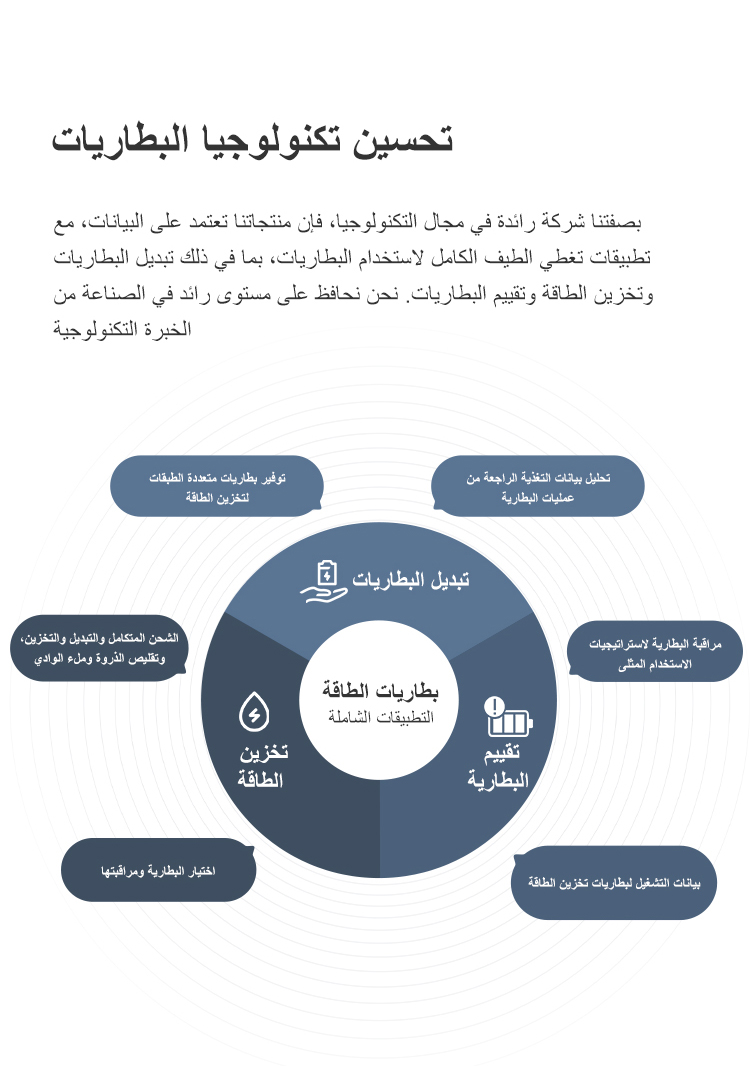 تحسين تكنولوجيا البطاريات
بصفتنا شركة رائدة في مجال التكنولوجيا، فإن منتجاتنا تعتمد على البيانات، مع
تطبيقات تغطي الطيف الكامل لاستخدام البطاريات، بما في ذلك تبديل البطاريات
وتخزين الطاقة وتقييم البطاريات. نحن نحافظ على مستوى رائد في الصناعة من
الخبرة التكنولوجية
تحليل بيانات التغذية الراجعة من
عمليات البطارية
توفير بطاريات متعددة الطبقات
لتخزين الطاقة
تبديل البطاريات
مراقبة البطارية لاستراتيجيات
الاستخدام المثلى
الشحن المتكامل والتبديل والتخزين،
وتقليص الذروة وملء الوادي
بطاريات الطاقة
التطبيقات الشاملة
تقييم
البطارية
تخزين
الطاقة
بيانات التشغيل لبطاريات تخزين الطاقة
اختيار البطارية ومراقبتها